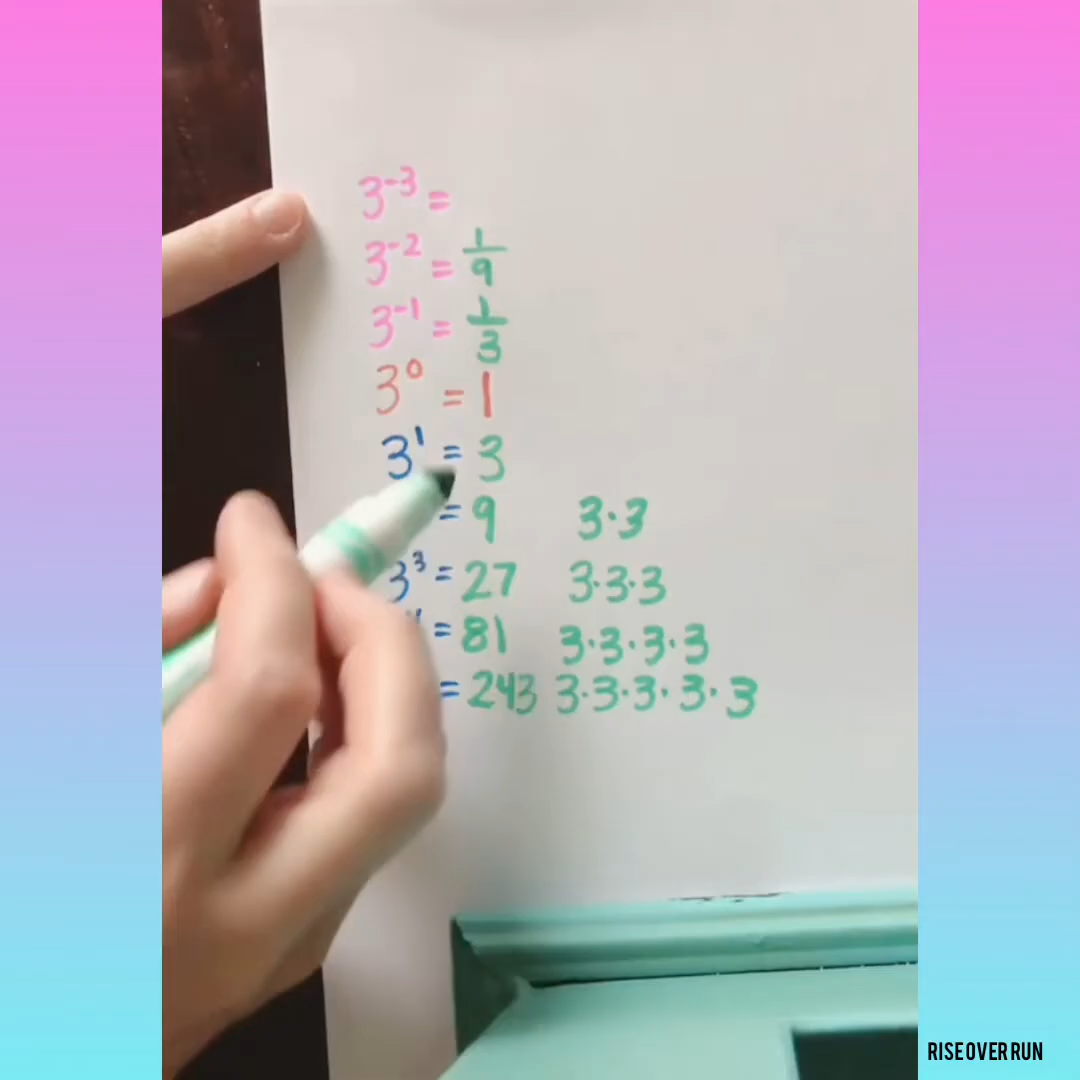 3⁻³ =
3⁻² = 1/9
3⁻¹ = 1/3
3⁰ = 1
3¹ = 3
= 9 3·3
3³ = 27 3·3·3
= 81 3·3·3·3
= 243 3·3·3·3·3
RISE OVER RUN